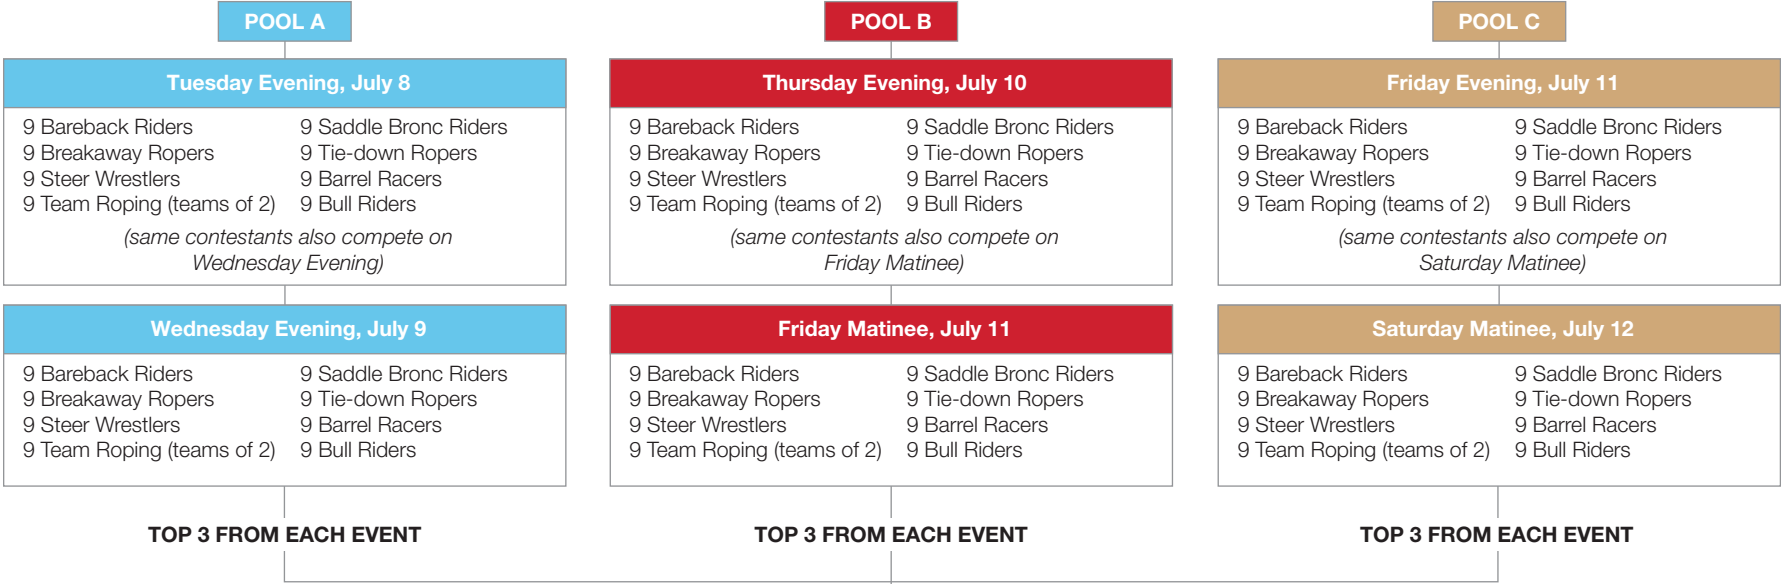 POOL A
Tuesday Evening, July 8
9 Bareback Riders
9 Breakaway Ropers
9 Steer Wrestlers
9 Team Roping (teams of 2)
9 Saddle Bronc Riders
9 Tie-down Ropers
9 Barrel Racers
9 Bull Riders
(same contestants also compete on
Wednesday Evening)
Wednesday Evening, July 9
9 Bareback Riders
9 Breakaway Ropers
9 Steer Wrestlers
9 Team Roping (teams of 2)
9 Saddle Bronc Riders
9 Tie-down Ropers
9 Barrel Racers
9 Bull Riders
TOP 3 FROM EACH EVENT
POOL B
Thursday Evening, July 10
9 Bareback Riders
9 Breakaway Ropers
9 Steer Wrestlers
9 Team Roping (teams of 2)
9 Saddle Bronc Riders
9 Tie-down Ropers
9 Barrel Racers
9 Bull Riders
(same contestants also compete on
Friday Matinee)
Friday Matinee, July 11
9 Bareback Riders
9 Breakaway Ropers
9 Steer Wrestlers
9 Team Roping (teams of 2)
9 Saddle Bronc Riders
9 Tie-down Ropers
9 Barrel Racers
9 Bull Riders
TOP 3 FROM EACH EVENT
POOL C
Friday Evening, July 11
9 Bareback Riders
9 Breakaway Ropers
9 Steer Wrestlers
9 Team Roping (teams of 2)
9 Saddle Bronc Riders
9 Tie-down Ropers
9 Barrel Racers
9 Bull Riders
(same contestants also compete on
Saturday Matinee)
Saturday Matinee, July 12
9 Bareback Riders
9 Breakaway Ropers
9 Steer Wrestlers
9 Team Roping (teams of 2)
9 Saddle Bronc Riders
9 Tie-down Ropers
9 Barrel Racers
9 Bull Riders
TOP 3 FROM EACH EVENT